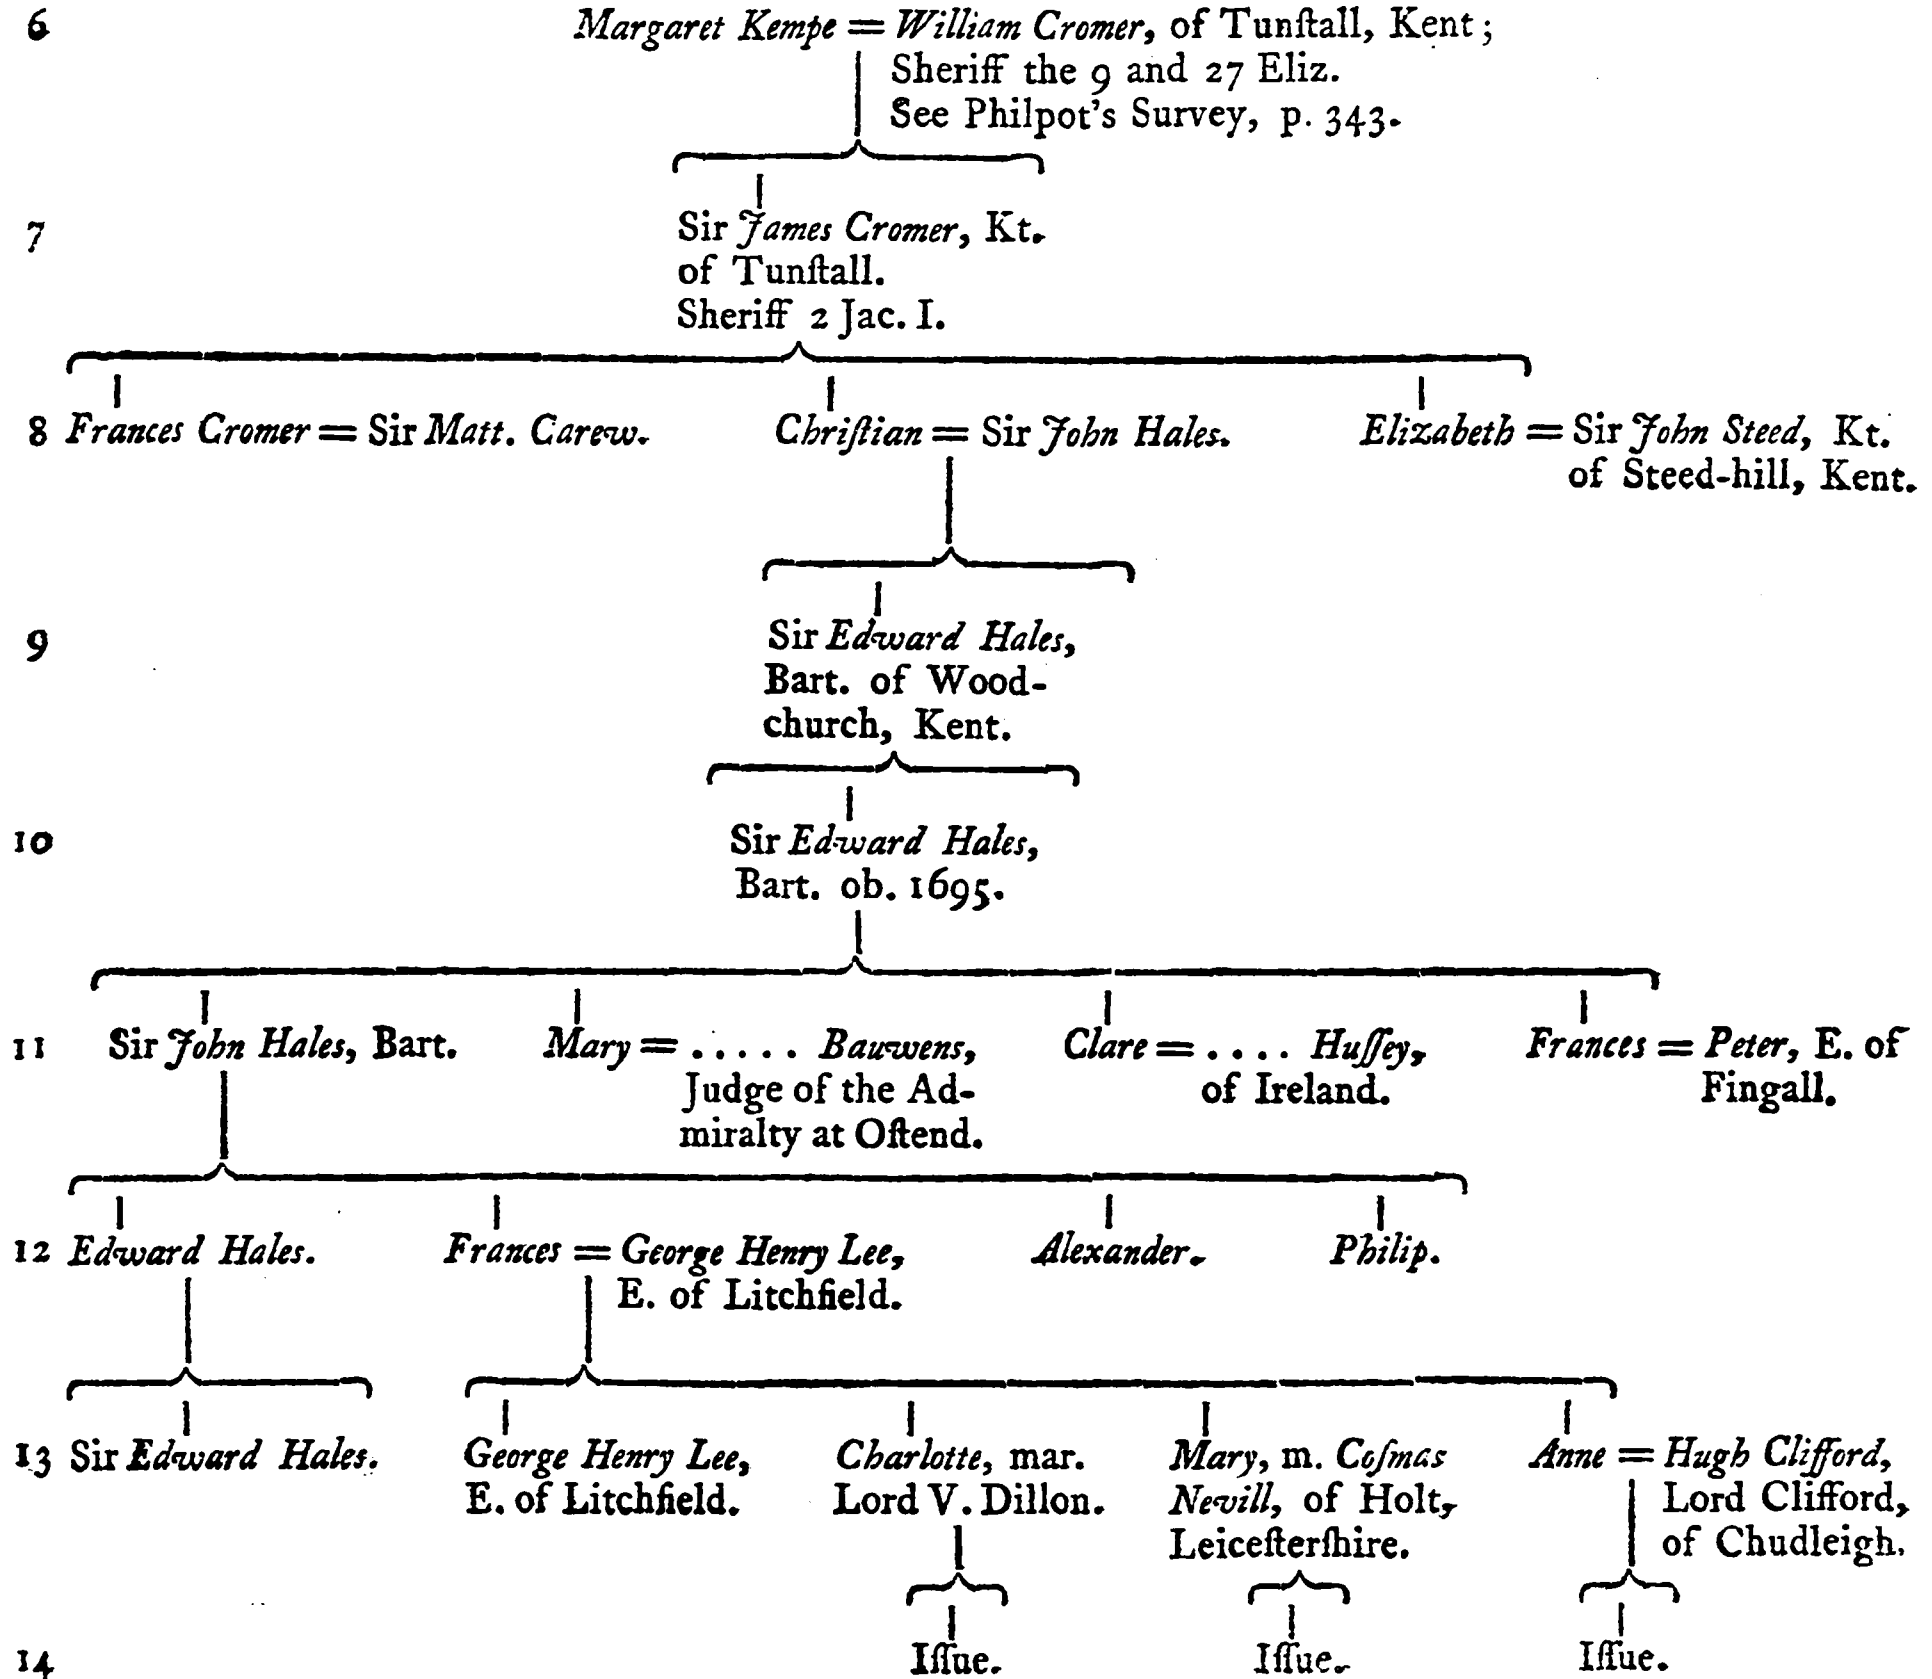 6 Margaret Kempe = William Cromer, of Tunſtall, Kent;
Sheriff the 9 and 27 Eliz.
See Philpot's Survey, p. 343.
7 Sir James Cromer, Kt.
of Tunſtall.
Sheriff 2 Jac. I.
8 Frances Cromer = Sir Matt. Carew. Chriſtian = Sir John Hales. Elizabeth = Sir John Steed, Kt.
of Steed-hill, Kent.
9 Sir Edward Hales,
Bart. of Wood-
church, Kent.
10 Sir Edward Hales,
Bart. ob. 1695.
11 Sir John Hales, Bart. Mary = ..... Bauwens, Clare = .... Huſſey, Frances = Peter, E. of
Judge of the Ad- of Ireland. Fingall.
miralty at Oſtend.
12 Edward Hales. Frances = George Henry Lee, Alexander. Philip.
E. of Litchfield.
13 Sir Edward Hales. George Henry Lee, Charlotte, mar. Mary, m. Coſmas Anne = Hugh Clifford,
E. of Litchfield. Lord V. Dillon. Nevill, of Holt, Lord Clifford,
Leiceſterſhire. of Chudleigh.
14 Iſſue. Iſſue. Iſſue.